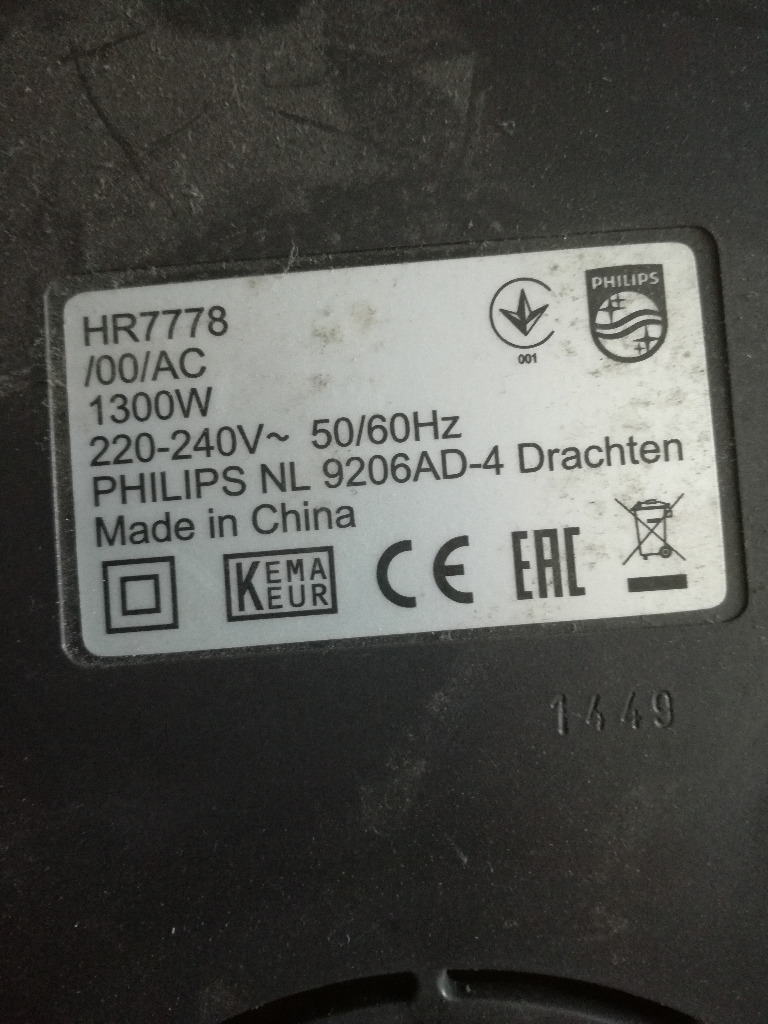 HR7778
/00/AC
1300W
220-240V~ 50/60Hz
PHILIPS NL 9206AD-4 Drachten
Made in China
001
PHILIPS
KEMA
EUR
CE
EAC
1449